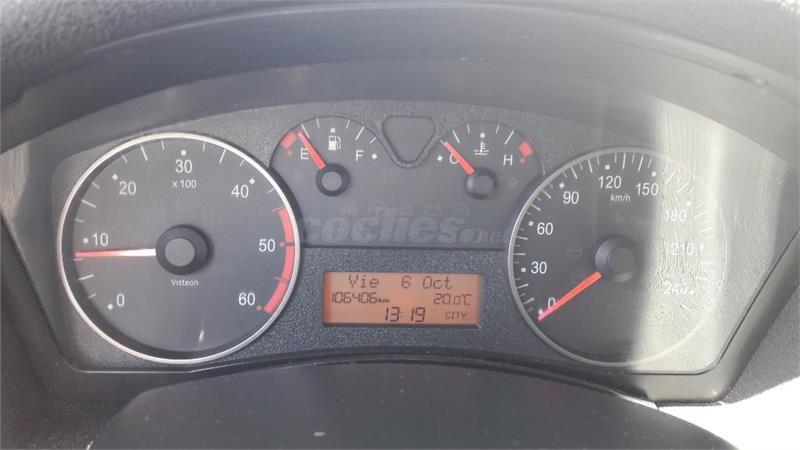 E F
C H
0 10 20 30 40 50 60
x 100
Visteon
0 30 60 90 120 150 180 210 240
km/h
coches.net
Vie 6 Oct
106406km 20.0°C
13:19 CITY